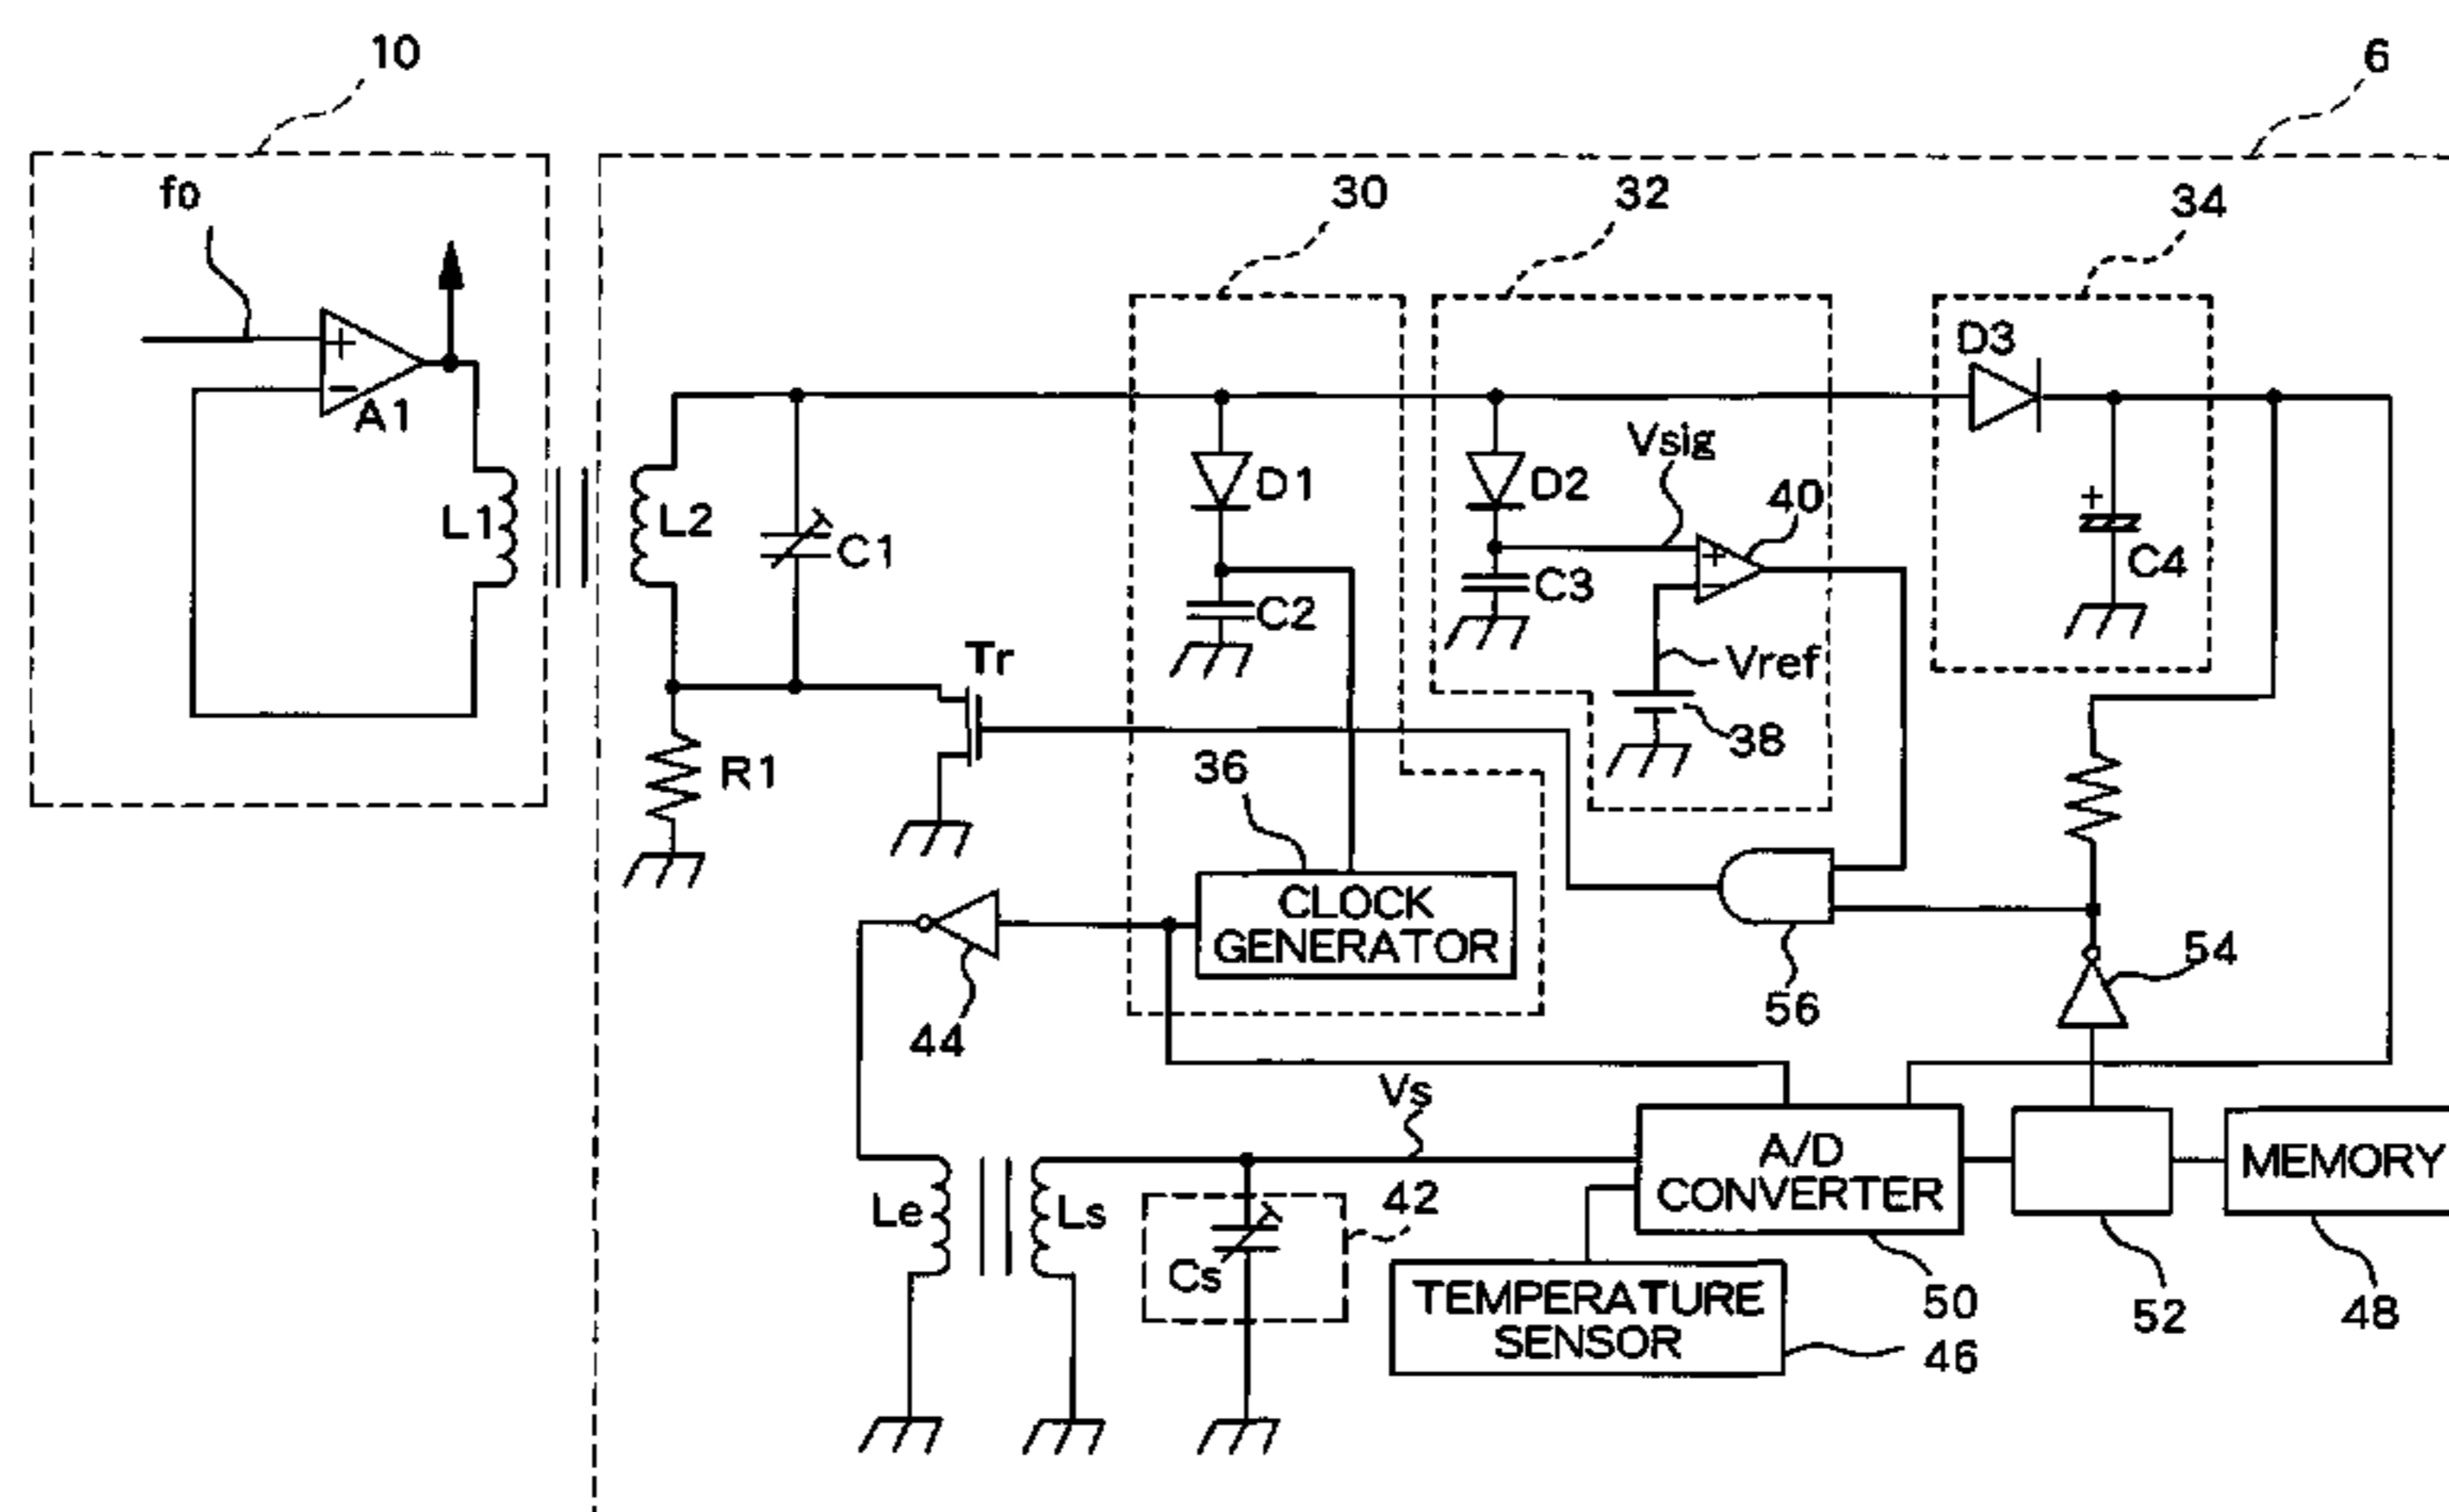 10
6
fo
30
32
34
D3
+
−
A1
Vsig
L1
L2
C1
D1
D2
40
+
−
+
C2
C3
C4
Tr
Vref
R1
36
38
CLOCK
GENERATOR
54
44
56
Vs
42
A/D
CONVERTER
MEMORY
Le
Ls
Cs
TEMPERATURE
SENSOR
50
52
48
46